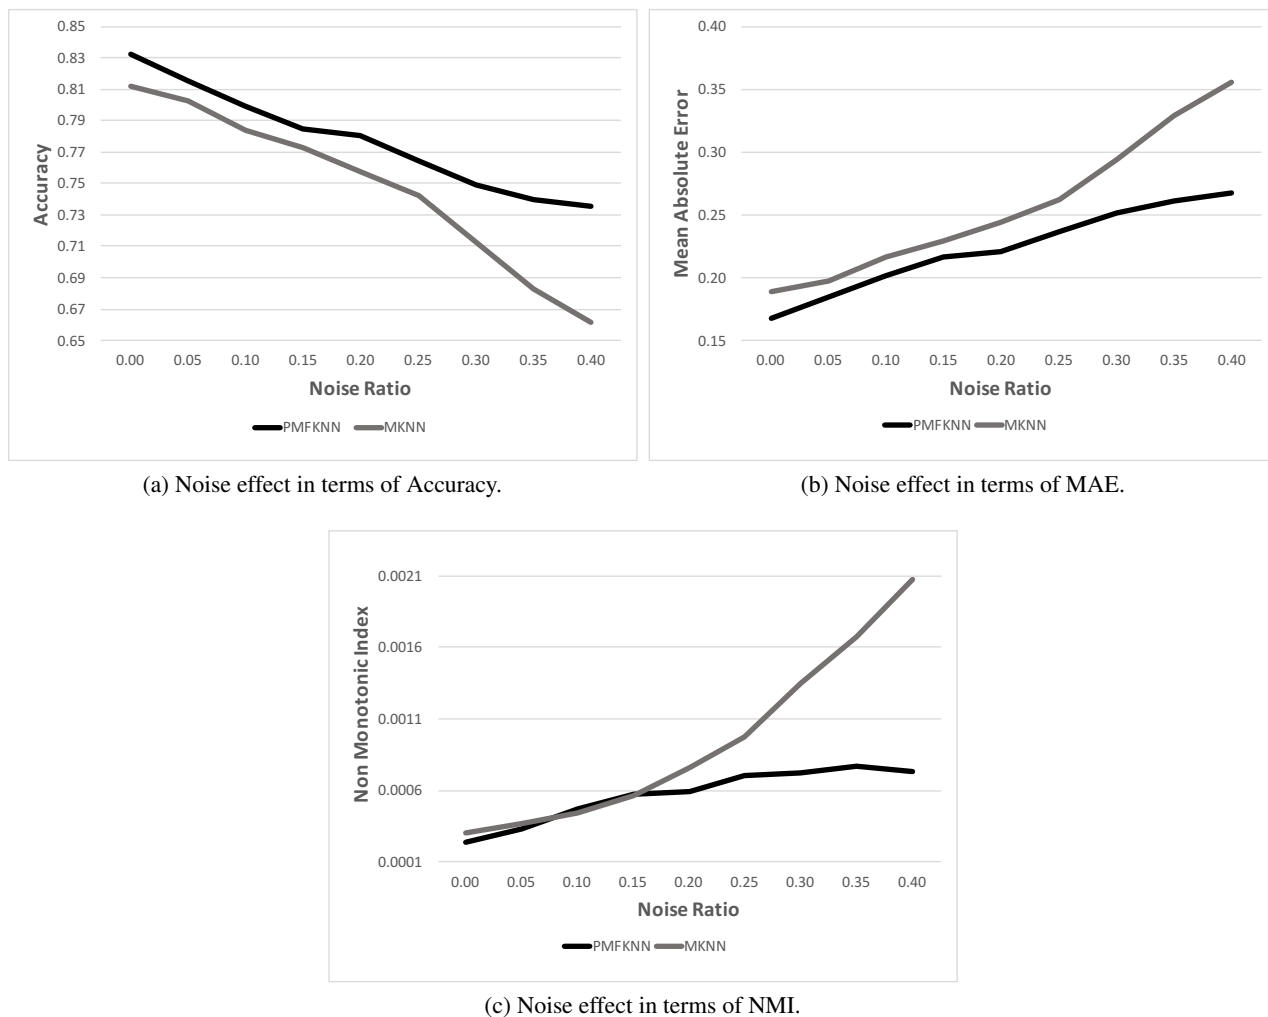 0.85
0.83
0.81
0.79
0.77
0.75
0.73
0.71
0.69
0.67
0.65
Accuracy
0.00 0.05 0.10 0.15 0.20 0.25 0.30 0.35 0.40
Noise Ratio
PMFKNN MKNN
(a) Noise effect in terms of Accuracy.
0.40
0.35
0.30
0.25
0.20
0.15
Mean Absolute Error
0.00 0.05 0.10 0.15 0.20 0.25 0.30 0.35 0.40
Noise Ratio
PMFKNN MKNN
(b) Noise effect in terms of MAE.
0.0021
0.0016
0.0011
0.0006
0.0001
Non Monotonic Index
0.00 0.05 0.10 0.15 0.20 0.25 0.30 0.35 0.40
Noise Ratio
PMFKNN MKNN
(c) Noise effect in terms of NMI.